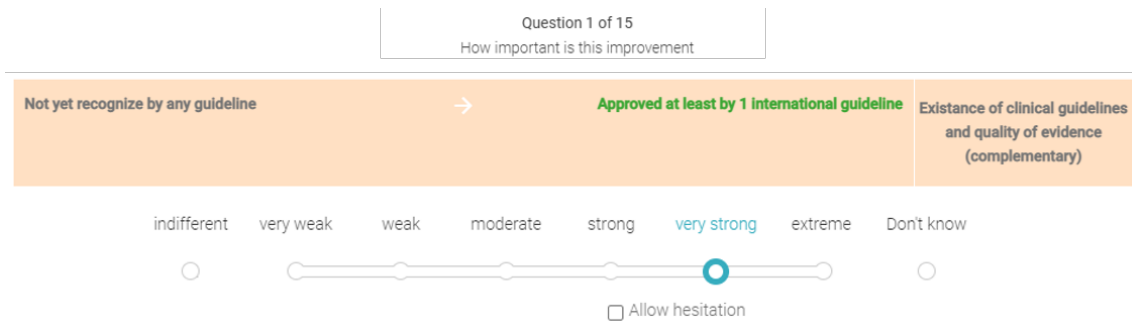 Question 1 of 15
How important is this improvement
Not yet recognize by any guideline
→
Approved at least by 1 international guideline
Existance of clinical guidelines
and quality of evidence
(complementary)
indifferent
very weak
weak
moderate
strong
very strong
extreme
Don't know
Allow hesitation